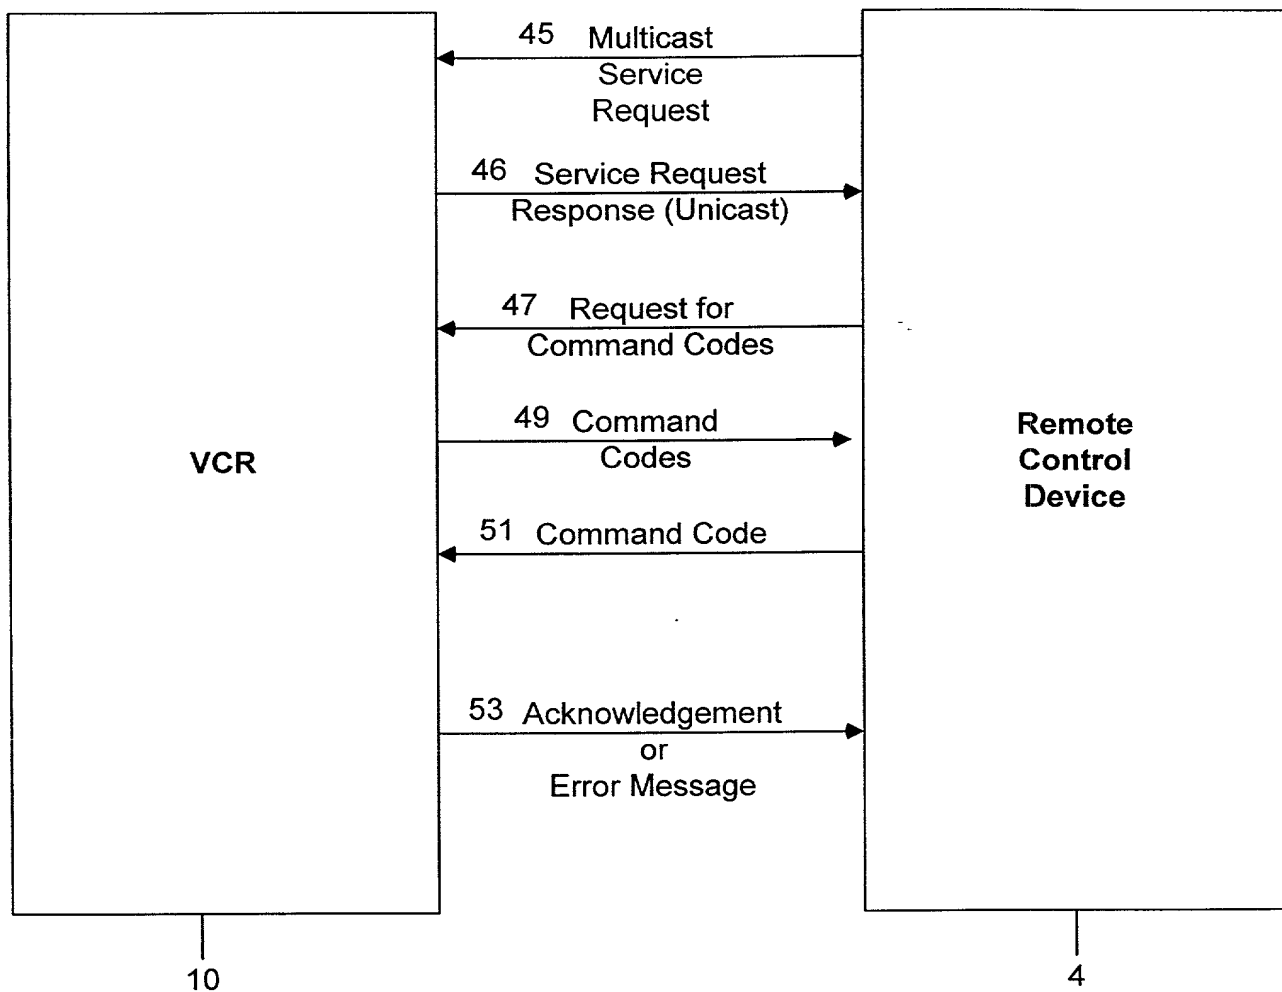 45 Multicast
Service
Request
46 Service Request
Response (Unicast)
47 Request for
Command Codes
49 Command
Codes
51 Command Code
53 Acknowledgement
or
Error Message
VCR
Remote
Control
Device
10
4